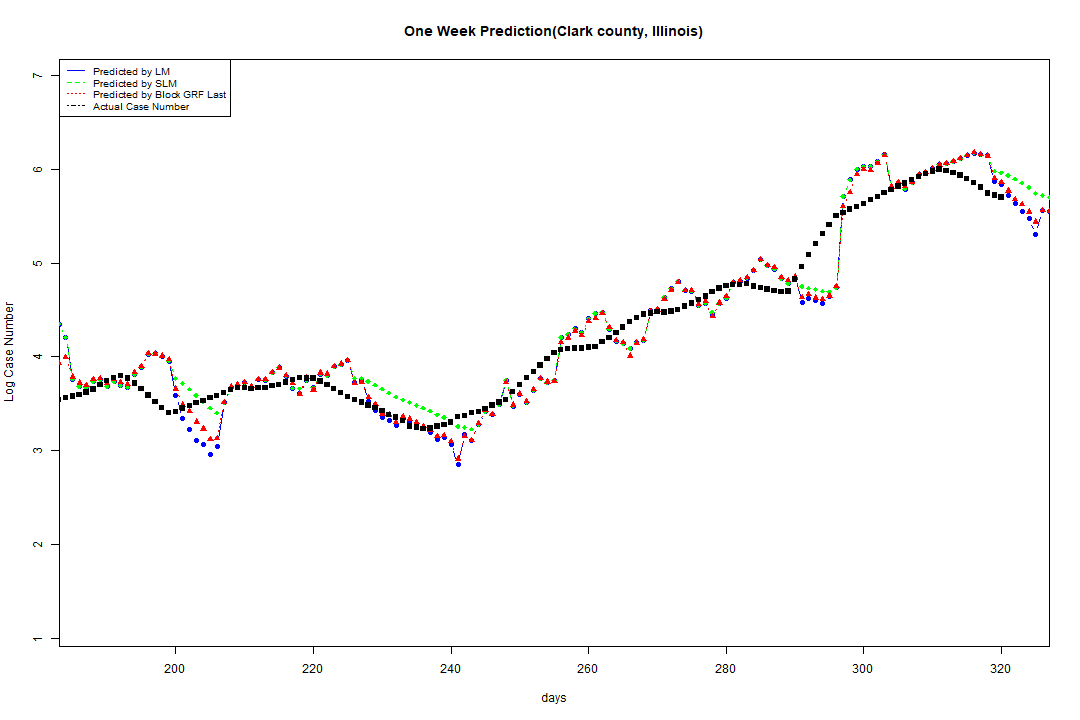 One Week Prediction(Clark county, Illinois)
Predicted by LM
Predicted by SLM
Predicted by Block GRF Last
Actual Case Number
7
6
5
4
3
2
1
Log Case Number
200 220 240 260 280 300 320
days